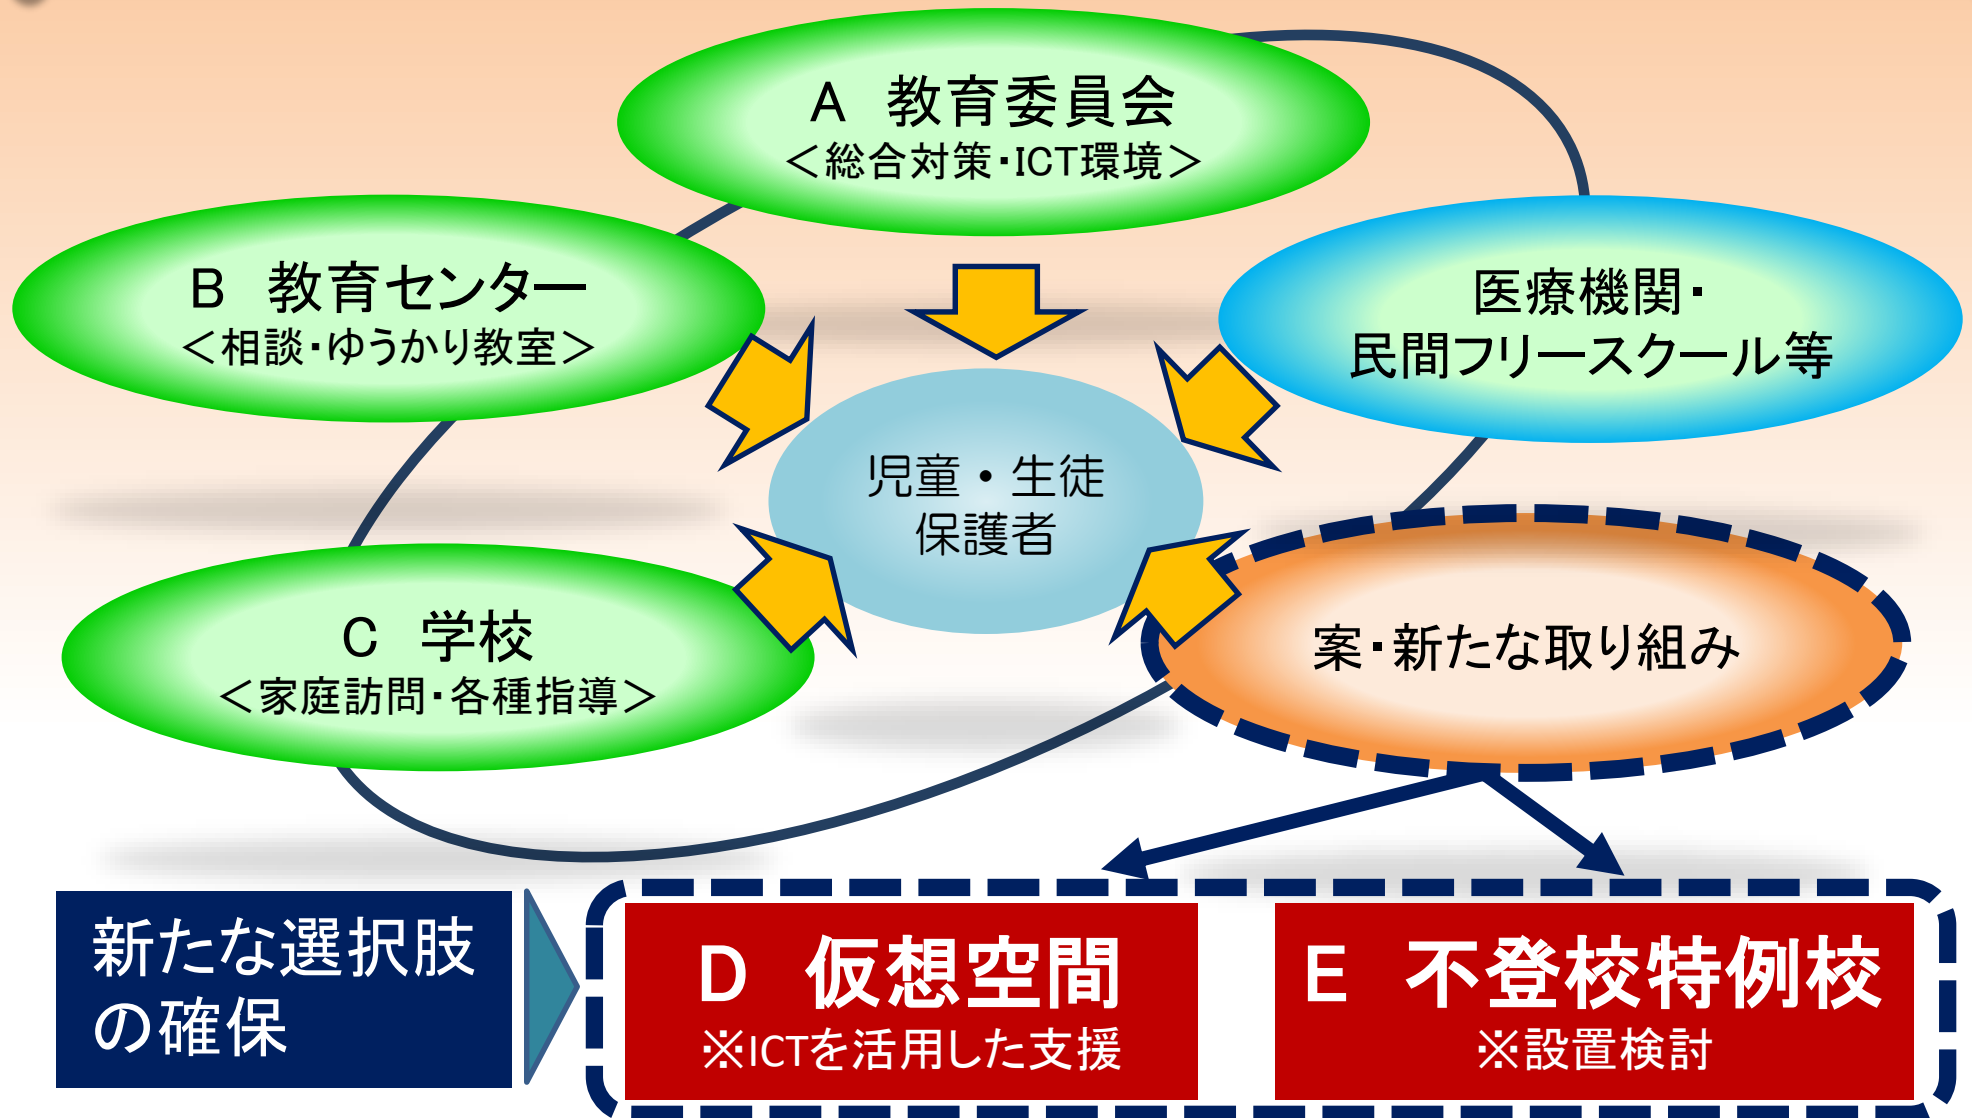 A 教育委員会
＜総合対策・ICT環境＞
B 教育センター
＜相談・ゆうかり教室＞
医療機関・
民間フリースクール等
児童・生徒
保護者
C 学校
＜家庭訪問・各種指導＞
案・新たな取り組み
新たな選択肢
の確保
D 仮想空間
※ICTを活用した支援
E 不登校特例校
※設置検討